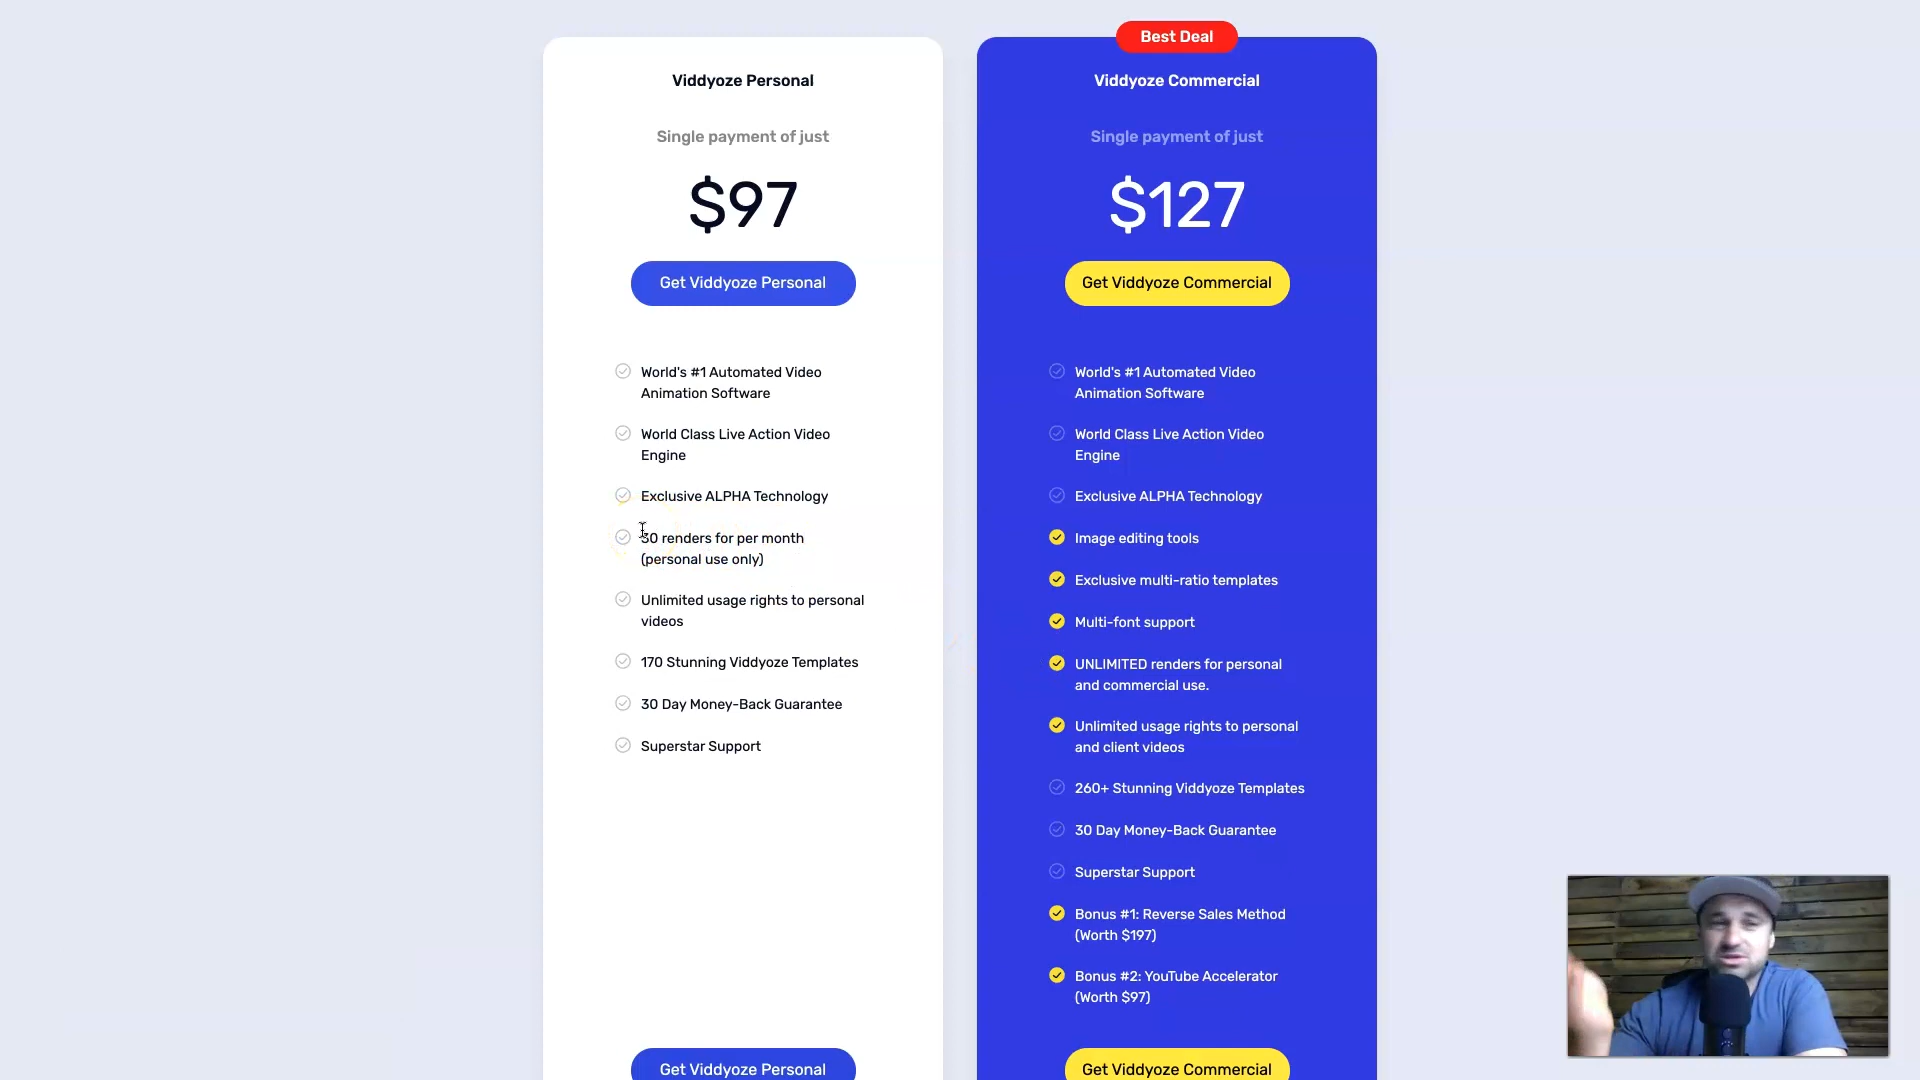 Viddyoze Personal
Single payment of just
$97
Get Viddyoze Personal
World's #1 Automated Video
Animation Software
World Class Live Action Video
Engine
Exclusive ALPHA Technology
30 renders for per month
(personal use only)
Unlimited usage rights to personal
videos
170 Stunning Viddyoze Templates
30 Day Money-Back Guarantee
Superstar Support
Get Viddyoze Personal
Best Deal
Viddyoze Commercial
Single payment of just
$127
Get Viddyoze Commercial
World's #1 Automated Video
Animation Software
World Class Live Action Video
Engine
Exclusive ALPHA Technology
Image editing tools
Exclusive multi-ratio templates
Multi-font support
UNLIMITED renders for personal
and commercial use.
Unlimited usage rights to personal
and client videos
260+ Stunning Viddyoze Templates
30 Day Money-Back Guarantee
Superstar Support
Bonus #1: Reverse Sales Method
(Worth $197)
Bonus #2: YouTube Accelerator
(Worth $97)
Get Viddyoze Commercial